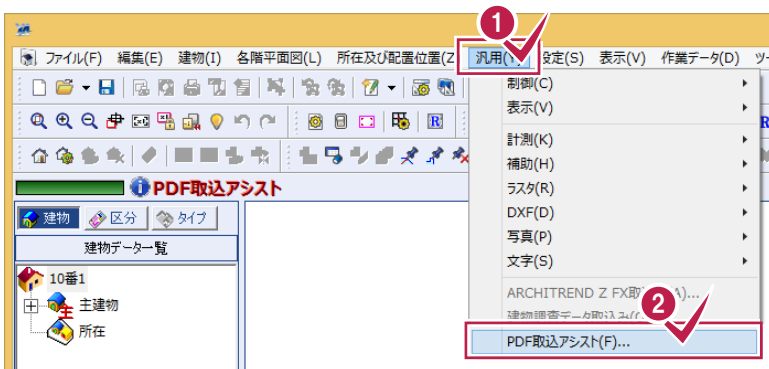 1
ファイル(F) 編集(E) 建物(I) 各階平面図(L) 所在及び配置位置(Z) 汎用(Y) 設定(S) 表示(V) 作業データ(D)
制御(C)
表示(V)
計測(K)
補助(H)
ラスタ(R)
DXF(D)
写真(P)
文字(S)
ARCHITREND Z FX取
2
PDF取込アシスト(F)...
R
R
PDF取込アシスト
建物 区分 タイプ
建物データ一覧
10番1
主 主建物
所在